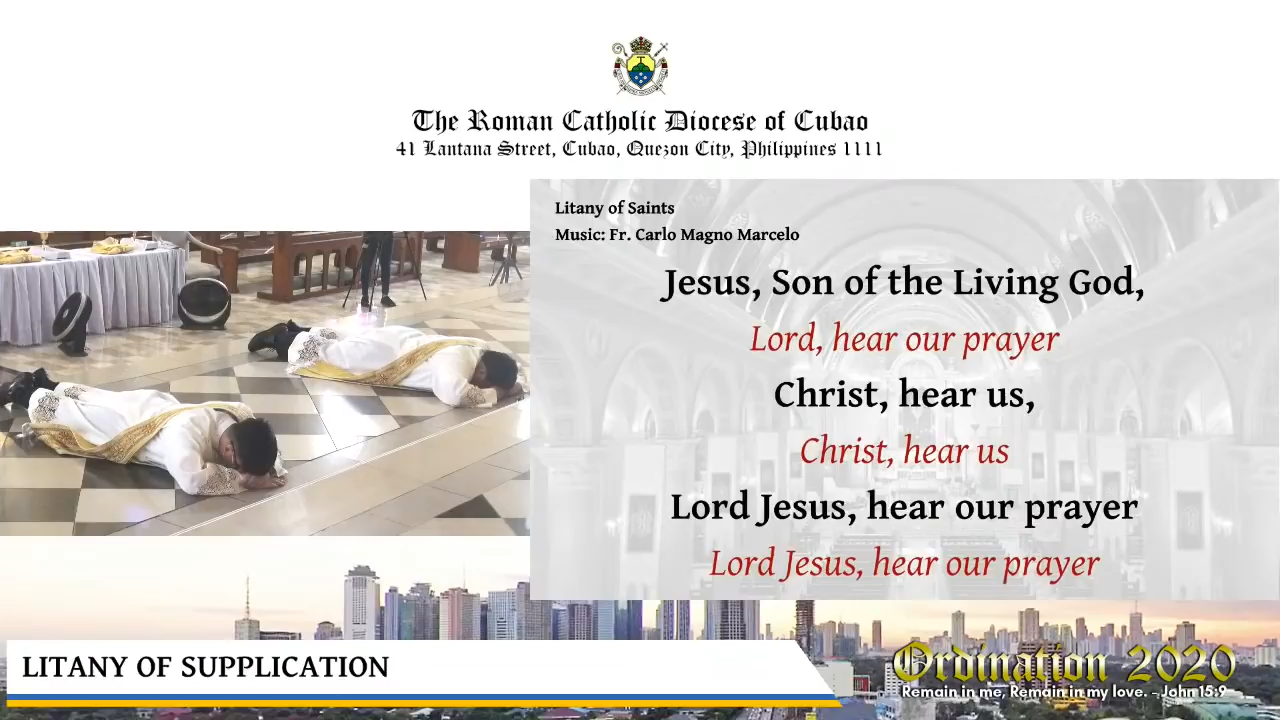 The Roman Catholic Diocese of Cubao
41 Lantana Street, Cubao, Quezon City, Philippines 1111
Litany of Saints
Music: Fr. Carlo Magno Marcelo
Jesus, Son of the Living God,
Lord, hear our prayer
Christ, hear us,
Christ, hear us
Lord Jesus, hear our prayer
Lord Jesus, hear our prayer
LITANY OF SUPPLICATION
Ordination 2020
Remain in me, Remain in my love. - John 15:9